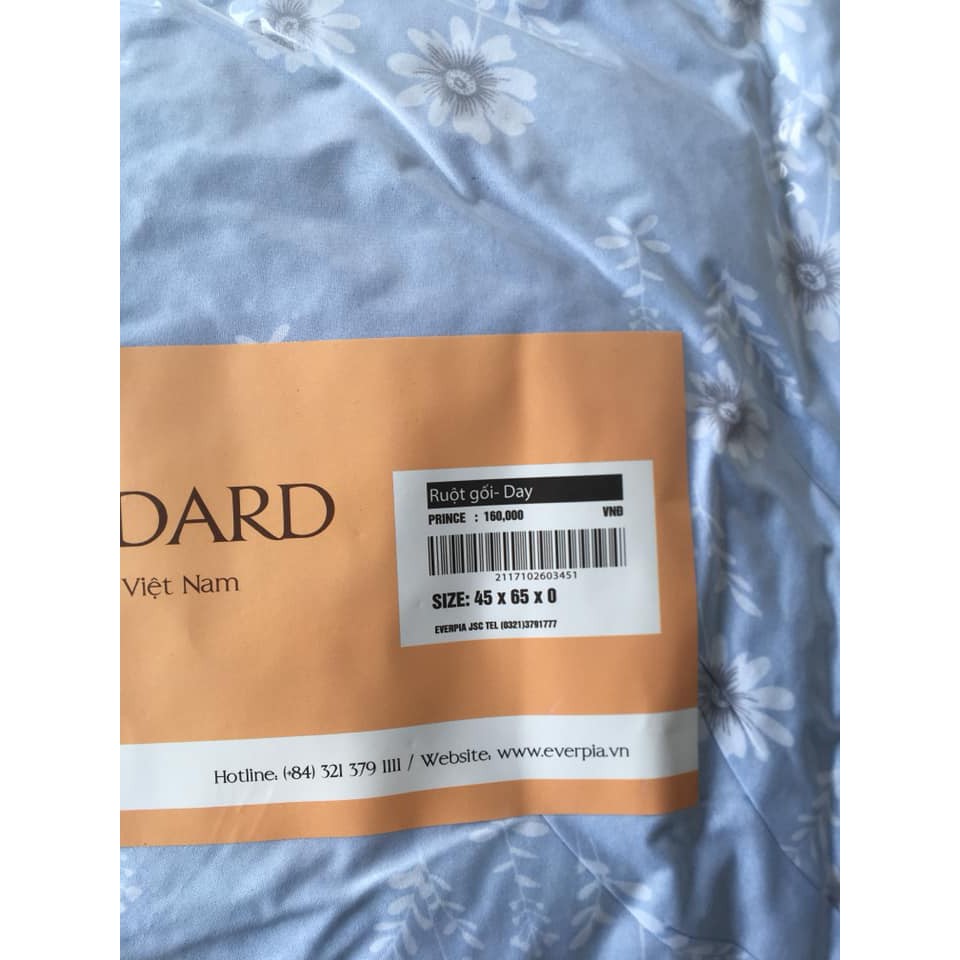 DARD
Việt Nam
Ruột gối- Day
PRINCE : 160,000 VNĐ
2117102603451
SIZE: 45 x 65 x 0
EVERPIA JSC TEL (0321)3791777
Hotline: (+84) 321 379 1111 / Website: www.everpia.vn